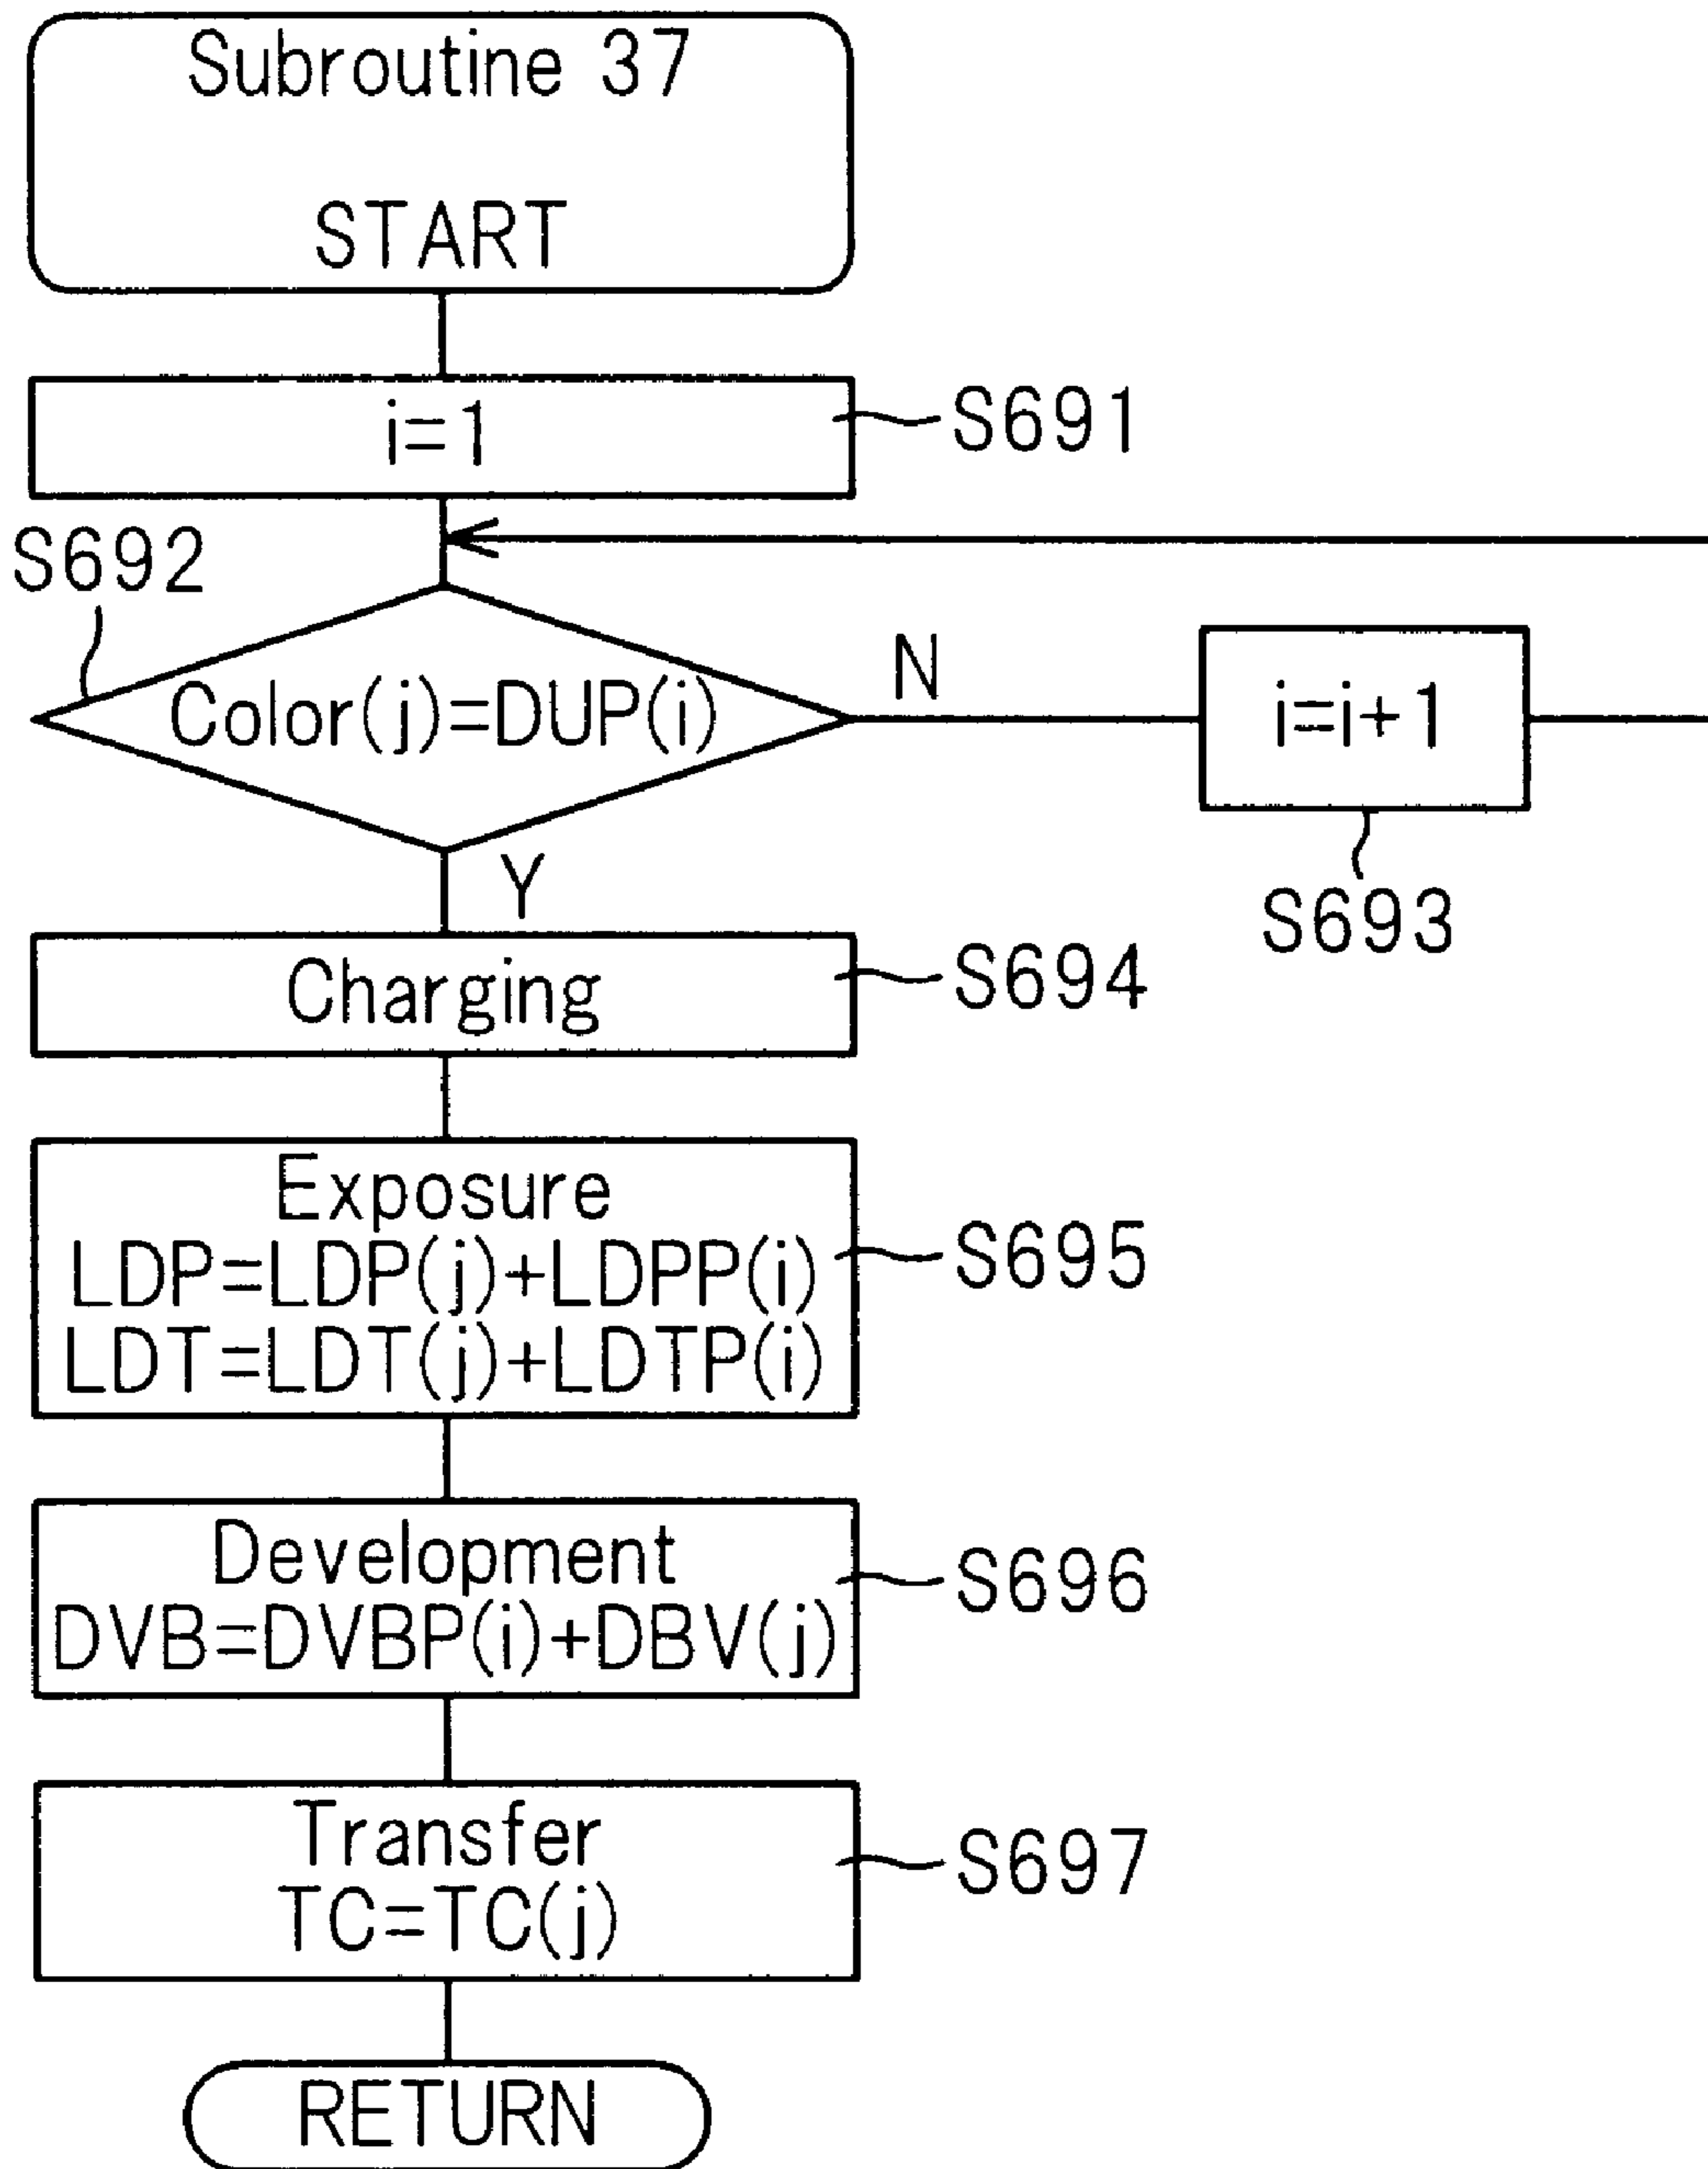 Subroutine 37
START
i=1
S691
S692
Color(j)=DUP(i)
N
i=i+1
S693
Y
Charging
S694
Exposure
LDP=LDP(j)+LDPP(i)
LDT=LDT(j)+LDTP(i)
S695
Development
DVB=DVBP(i)+DBV(j)
S696
Transfer
TC=TC(j)
S697
RETURN